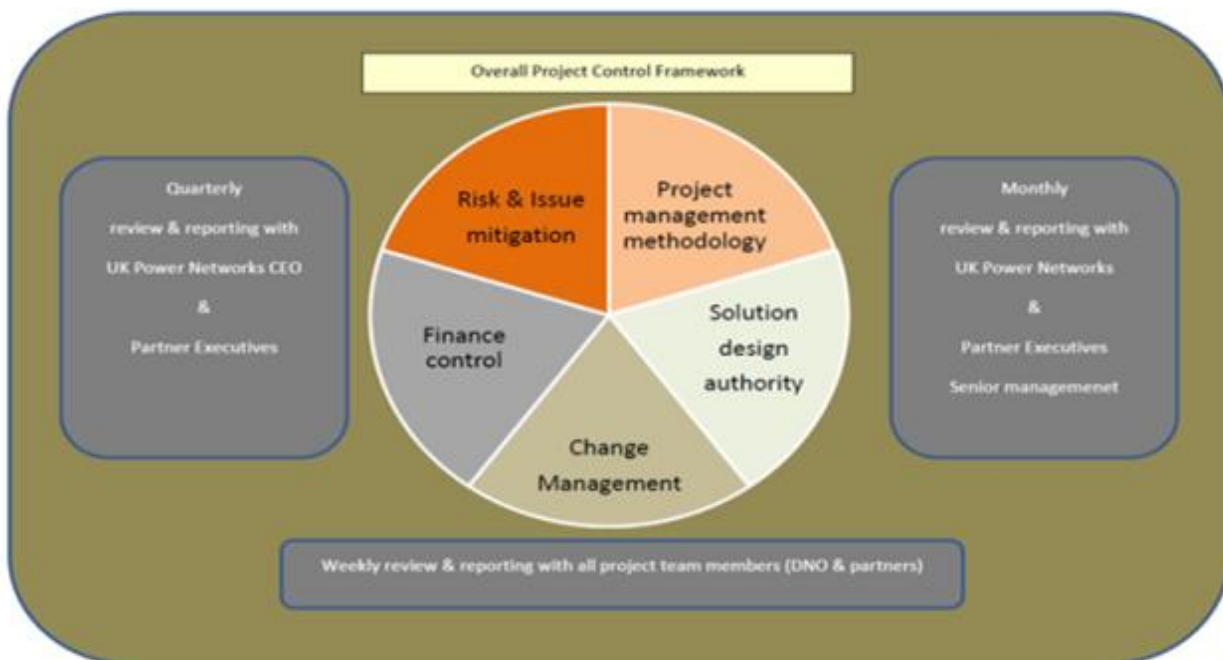 Overall Project Control Framework
Quarterly
review & reporting with
UK Power Networks CEO
&
Partner Executives
Risk & Issue
mitigation
Project
management
methodology
Finance
control
Solution
design
authority
Change
Management
Monthly
review & reporting with
UK Power Networks
&
Partner Executives
Senior managemenet
Weekly review & reporting with all project team members (DNO & partners)